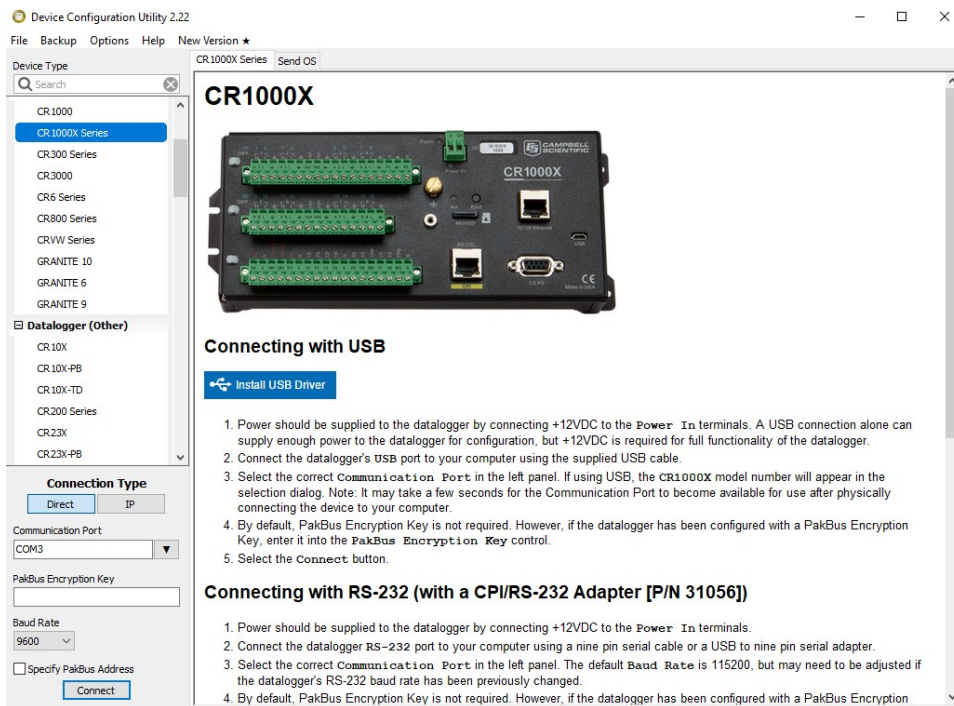 Device Configuration Utility 2.22
File Backup Options Help New Version ★
Device Type
Search
CR1000
CR1000X Series
CR300 Series
CR3000
CR6 Series
CR800 Series
CRVW Series
GRANITE 10
GRANITE 6
GRANITE 9
Datalogger (Other)
CR10X
CR10X-PB
CR10X-TD
CR200 Series
CR23X
CR23X-PB
Connection Type
Direct IP
Communication Port
COM3
PakBus Encryption Key
Baud Rate
9600
Specify PakBus Address
Connect
CR1000X Series Send OS
CR1000X
CAMPBELL
SCIENTIFIC
CR1000X
Power In
10/100 Ethernet
USB
RS-232
CPI
CS I/O
Made in USA
Connecting with USB
Install USB Driver
1. Power should be supplied to the datalogger by connecting +12VDC to the Power In terminals. A USB connection alone can
supply enough power to the datalogger for configuration, but +12VDC is required for full functionality of the datalogger.
2. Connect the datalogger's USB port to your computer using the supplied USB cable.
3. Select the correct Communication Port in the left panel. If using USB, the CR1000X model number will appear in the
selection dialog. Note: It may take a few seconds for the Communication Port to become available for use after physically
connecting the device to your computer.
4. By default, PakBus Encryption Key is not required. However, if the datalogger has been configured with a PakBus Encryption
Key, enter it into the PakBus Encryption Key control.
5. Select the Connect button.
Connecting with RS-232 (with a CPI/RS-232 Adapter [P/N 31056])
1. Power should be supplied to the datalogger by connecting +12VDC to the Power In terminals.
2. Connect the datalogger RS-232 port to your computer using a nine pin serial cable or a USB to nine pin serial adapter.
3. Select the correct Communication Port in the left panel. The default Baud Rate is 115200, but may need to be adjusted if
the datalogger's RS-232 baud rate has been previously changed.
4. By default, PakBus Encryption Key is not required. However, if the datalogger has been configured with a PakBus Encryption